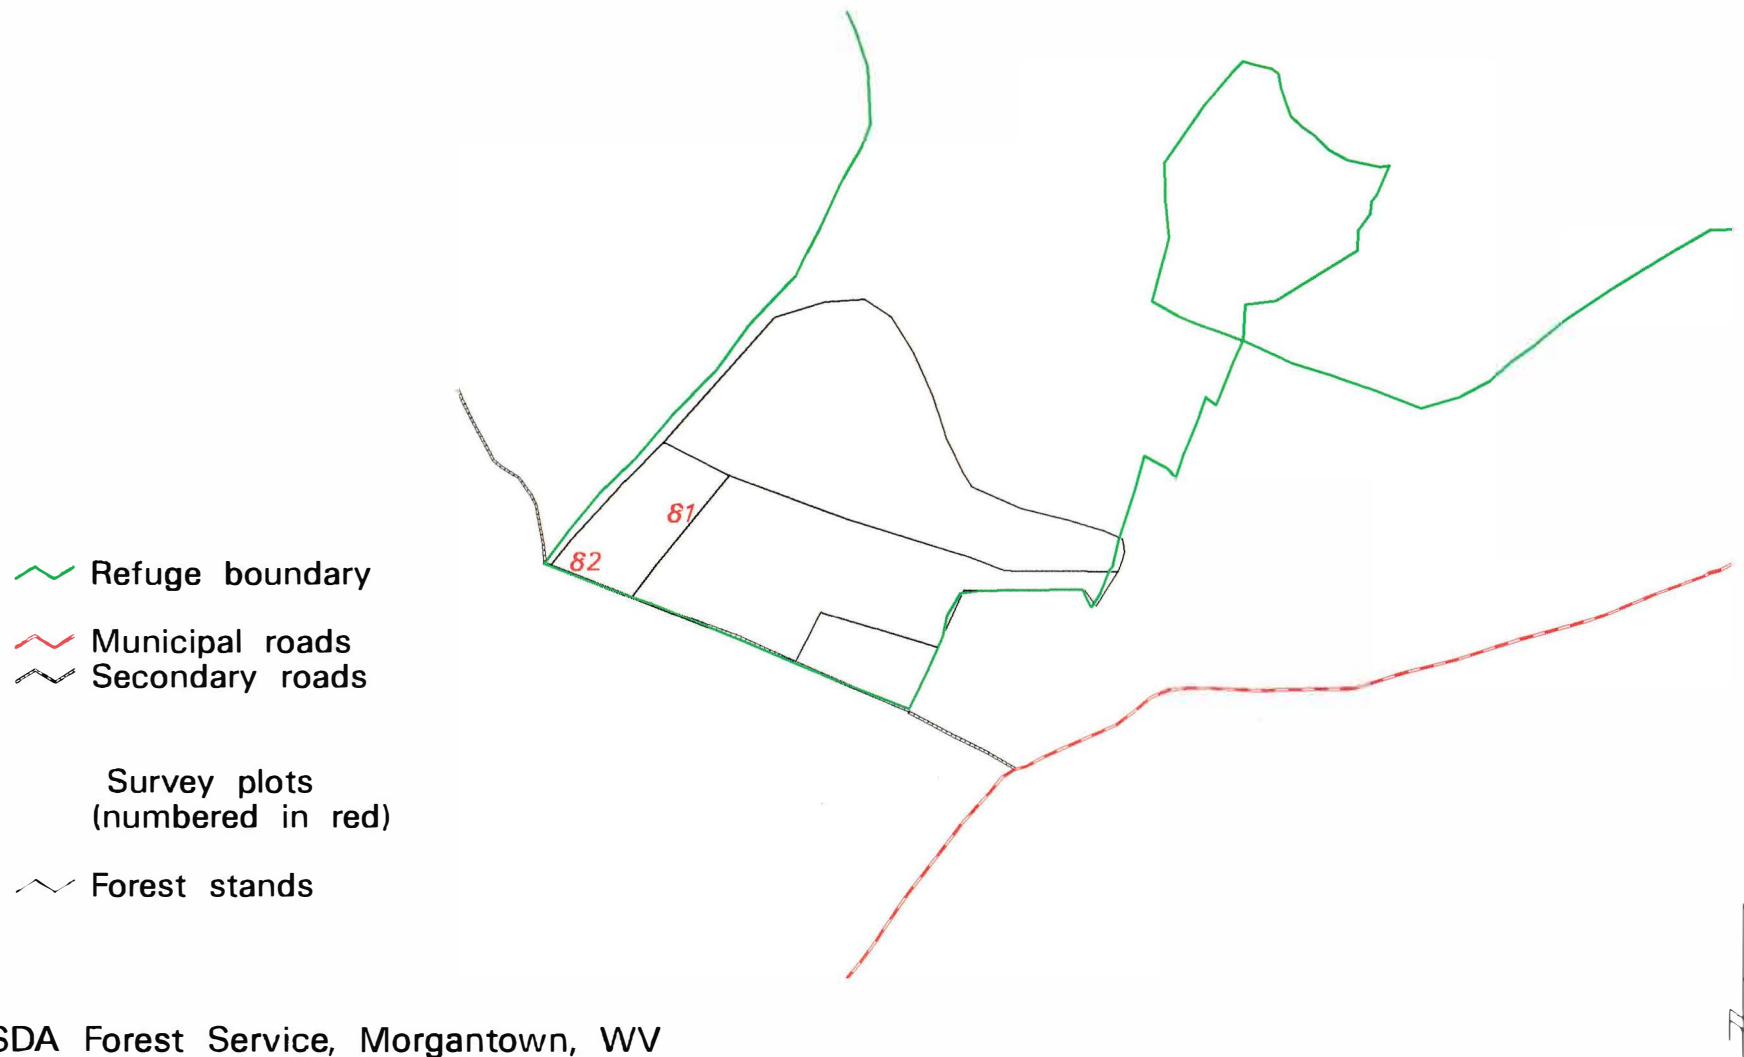 81
82
Refuge boundary
Municipal roads
Secondary roads
Survey plots
(numbered in red)
Forest stands
SDA Forest Service, Morgantown, WV